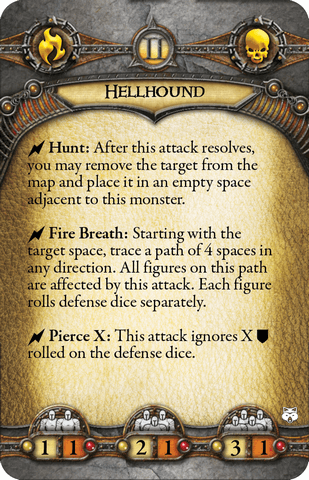 II
Hellhound
Hunt: After this attack resolves,
you may remove the target from the
map and place it in an empty space
adjacent to this monster.
Fire Breath: Starting with the
target space, trace a path of 4 spaces in
any direction. All figures on this path
are affected by this attack. Each figure
rolls defense dice separately.
Pierce X: This attack ignores X
rolled on the defense dice.
1 1 2 1 3 1